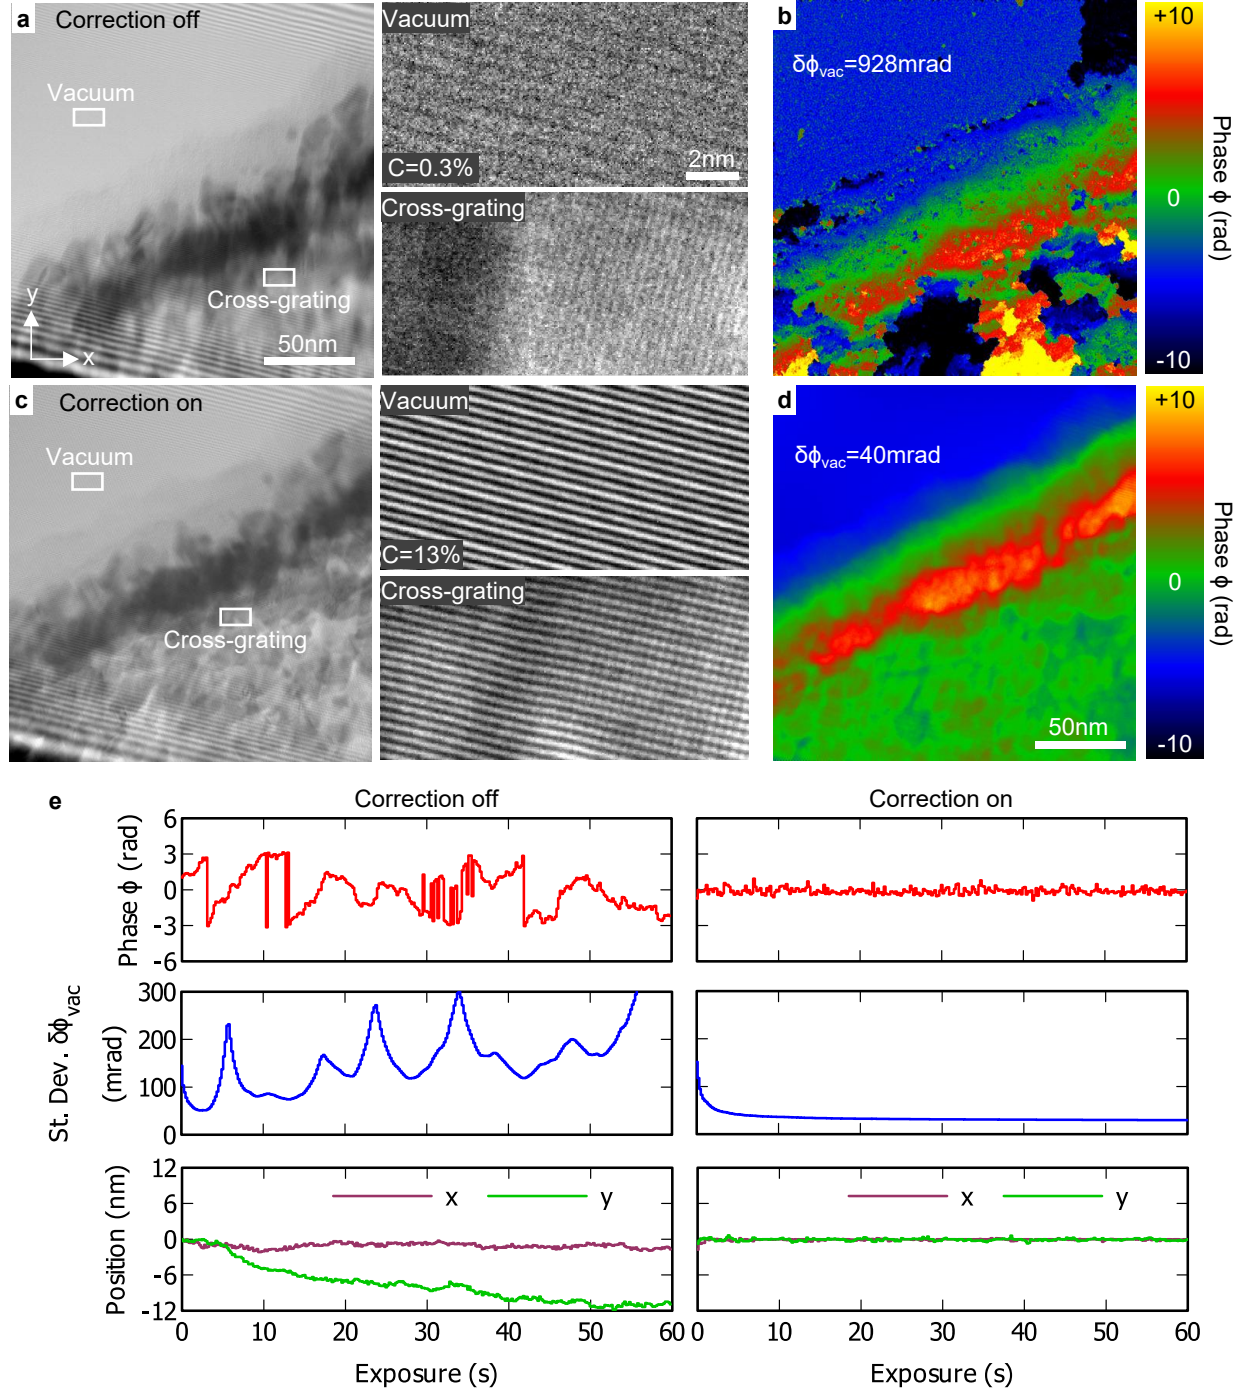 a
Correction off
Vacuum
Cross-grating
y
x
50nm
Vacuum
C=0.3%
2nm
Cross-grating
b
δϕvac=928mrad
+10
0
-10
Phase ϕ (rad)
c
Correction on
Vacuum
Cross-grating
Vacuum
C=13%
Cross-grating
d
δϕvac=40mrad
50nm
+10
0
-10
Phase ϕ (rad)
e
Correction off
Correction on
Phase ϕ (rad)
6
3
0
-3
-6
St. Dev. δϕvac
(mrad)
300
200
100
0
Position (nm)
12
6
0
-6
-12
x
y
x
y
0 10 20 30 40 50 60
0 10 20 30 40 50 60
Exposure (s)
Exposure (s)